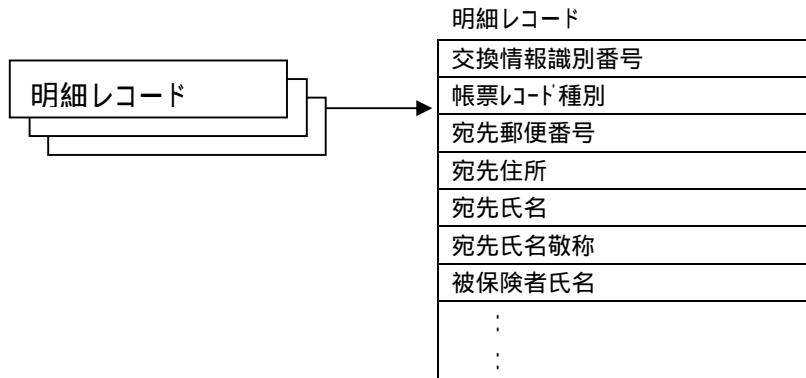 明細レコード
明細レコード
交換情報識別番号
帳票ﾚｺｰﾄﾞ種別
宛先郵便番号
宛先住所
宛先氏名
宛先氏名敬称
被保険者氏名
：
：